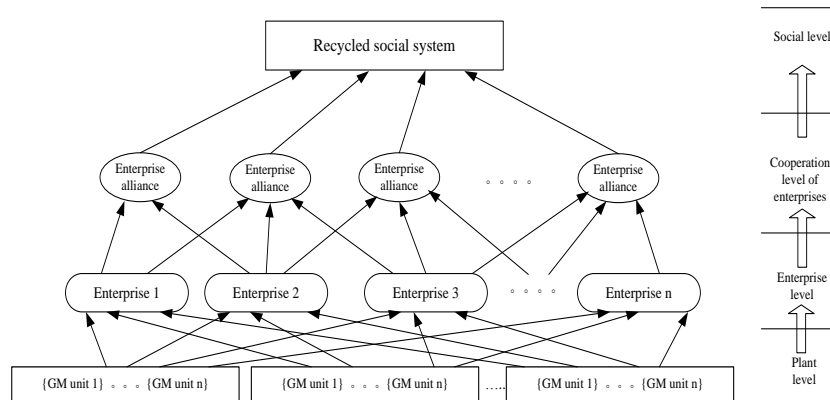 Recycled social system
Social level
Enterprise
alliance
Enterprise
alliance
Enterprise
alliance
Enterprise
alliance
Cooperation
level of
enterprises
Enterprise 1
Enterprise 2
Enterprise 3
Enterprise n
Enterprise
level
{GM unit 1} 。。。 {GM unit n}
{GM unit 1} 。。。 {GM unit n}
.....
{GM unit 1} 。。。 {GM unit n}
Plant
level